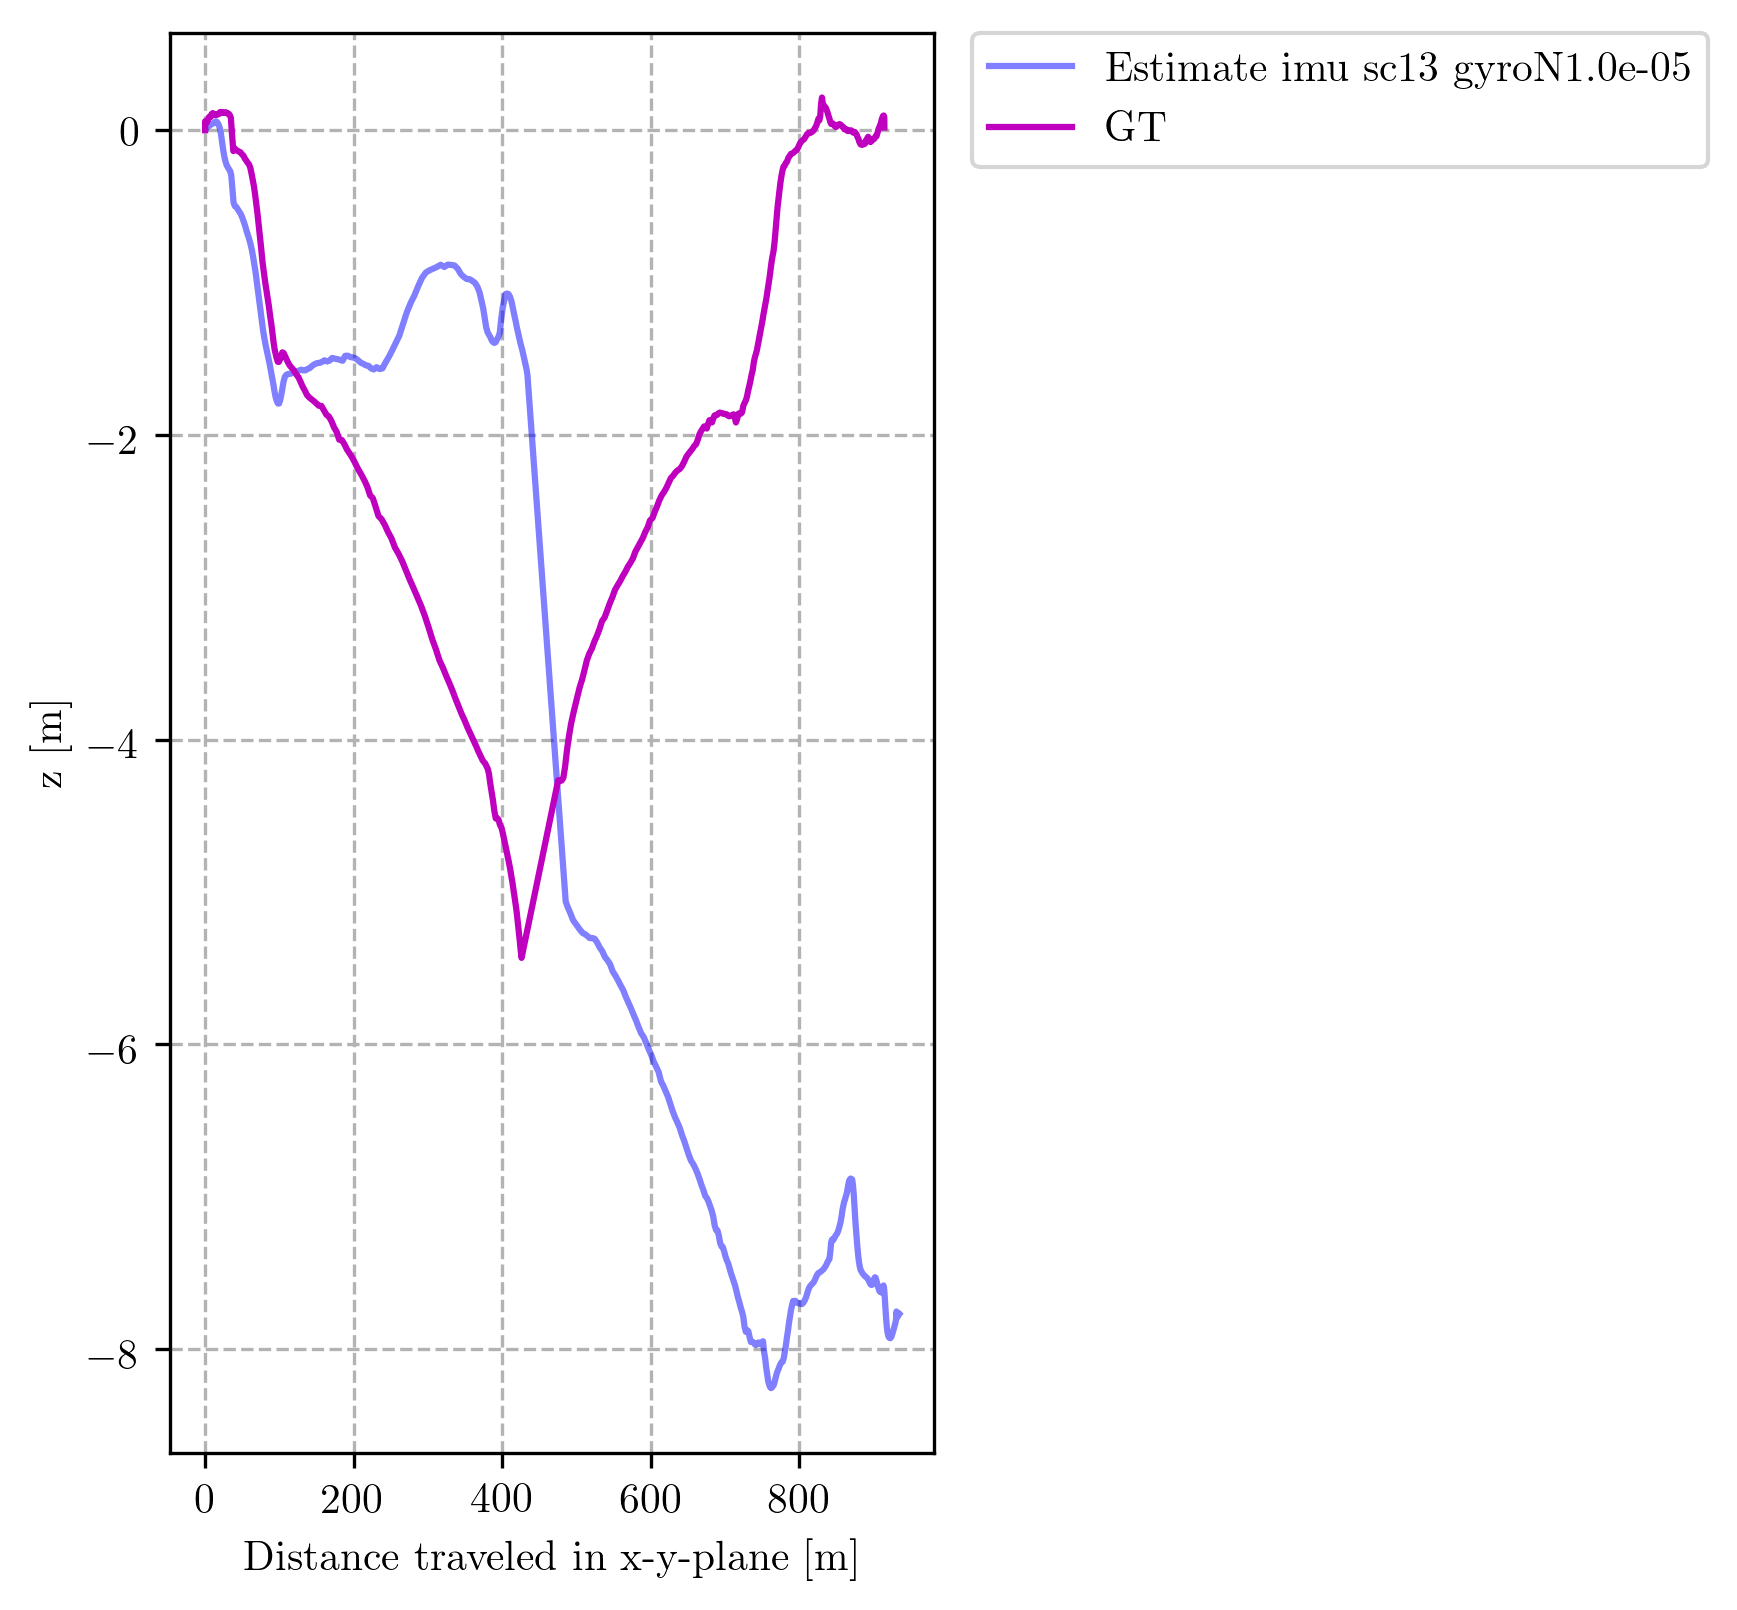 Estimate imu sc13 gyroN1.0e-05
GT
0
−2
−4
−6
−8
z [m]
0 200 400 600 800
Distance traveled in x-y-plane [m]